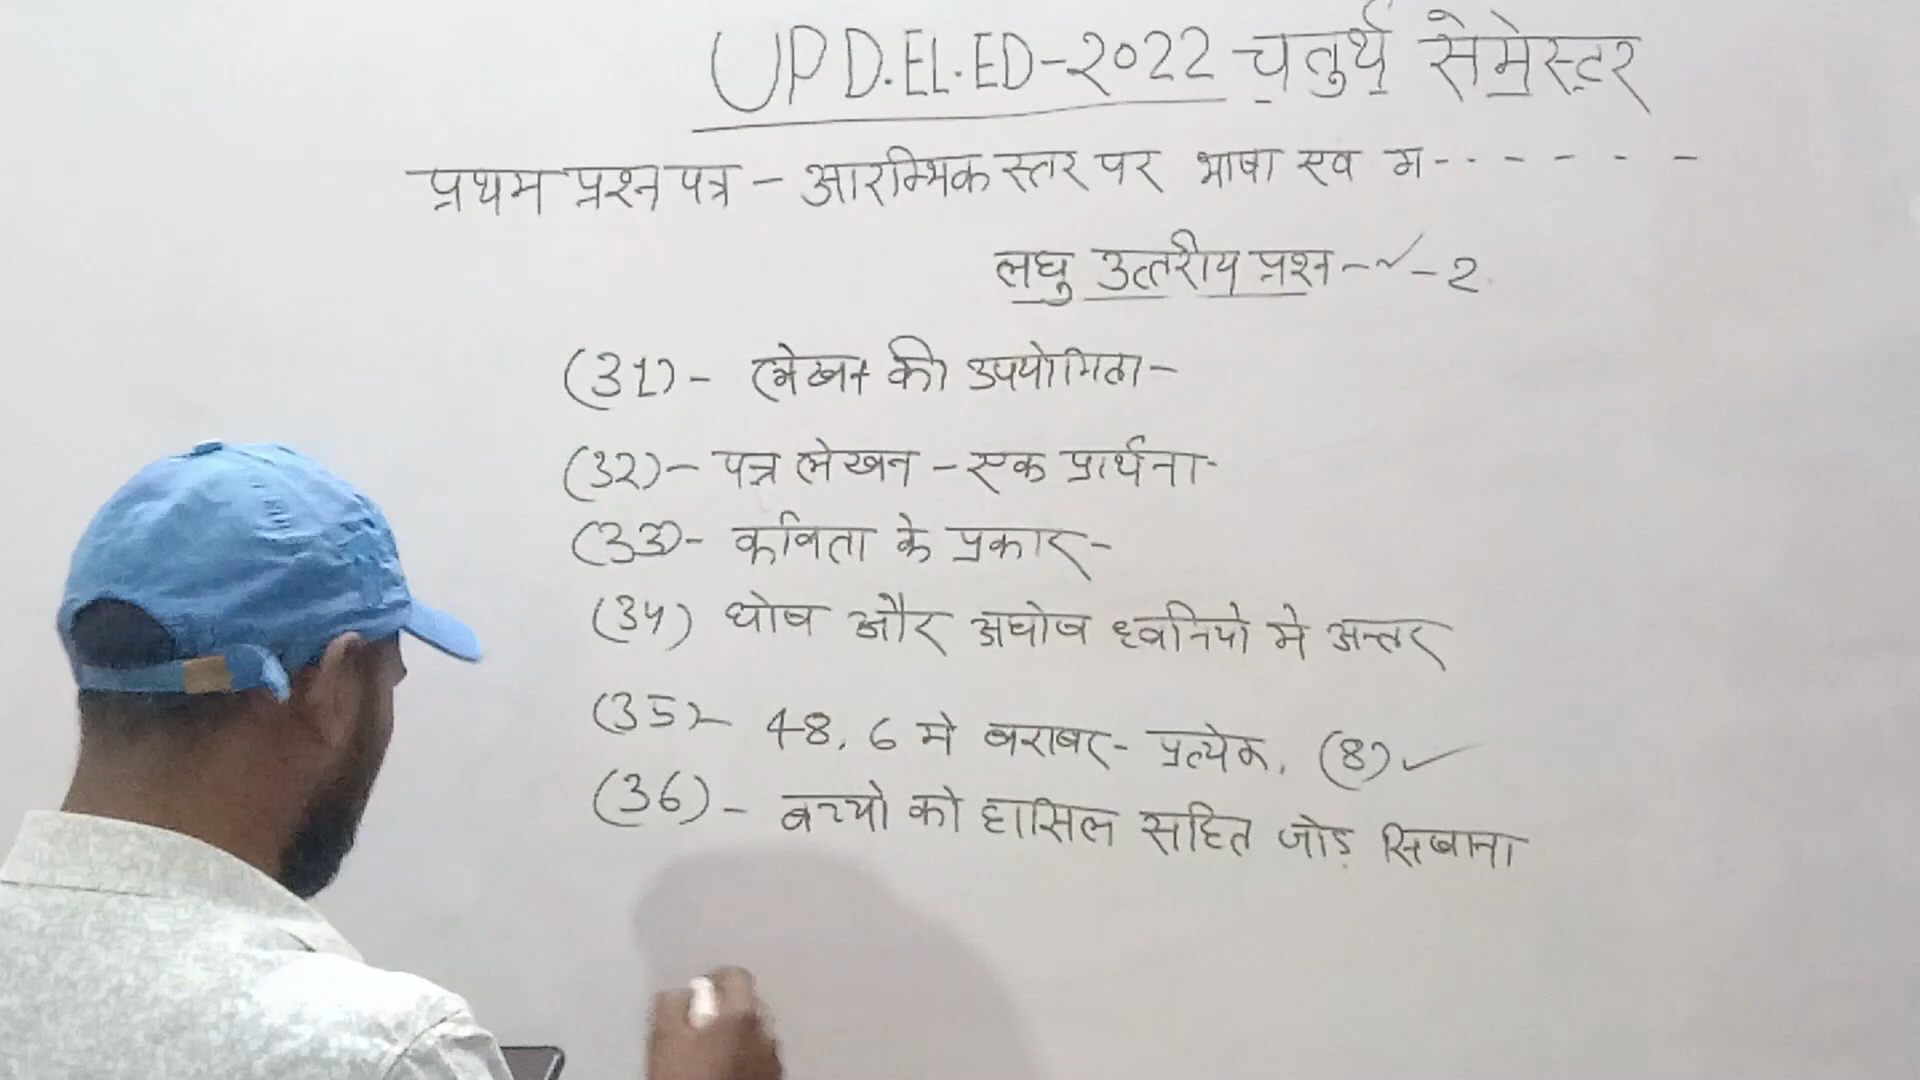 UP D.EL.ED-2022 चतुर्थ सेमेस्टर
प्रथम प्रश्न पत्र - आरम्भिक स्तर पर भाषा एव ग- - - - - - -
लघु उत्तरीय प्रश्न - ✓ - 2
(31)- लेखन की उपयोगिता-
(32)- पत्र लेखन - एक प्रार्थना-
(33)- कविता के प्रकार-
(34) घोष और अघोष ध्वनियो मे अन्तर
(35)- 48, 6 मे बराबर- प्रत्येक. (8) ✓
(36)- बच्चो को हासिल सहित जोड़ सिखाना